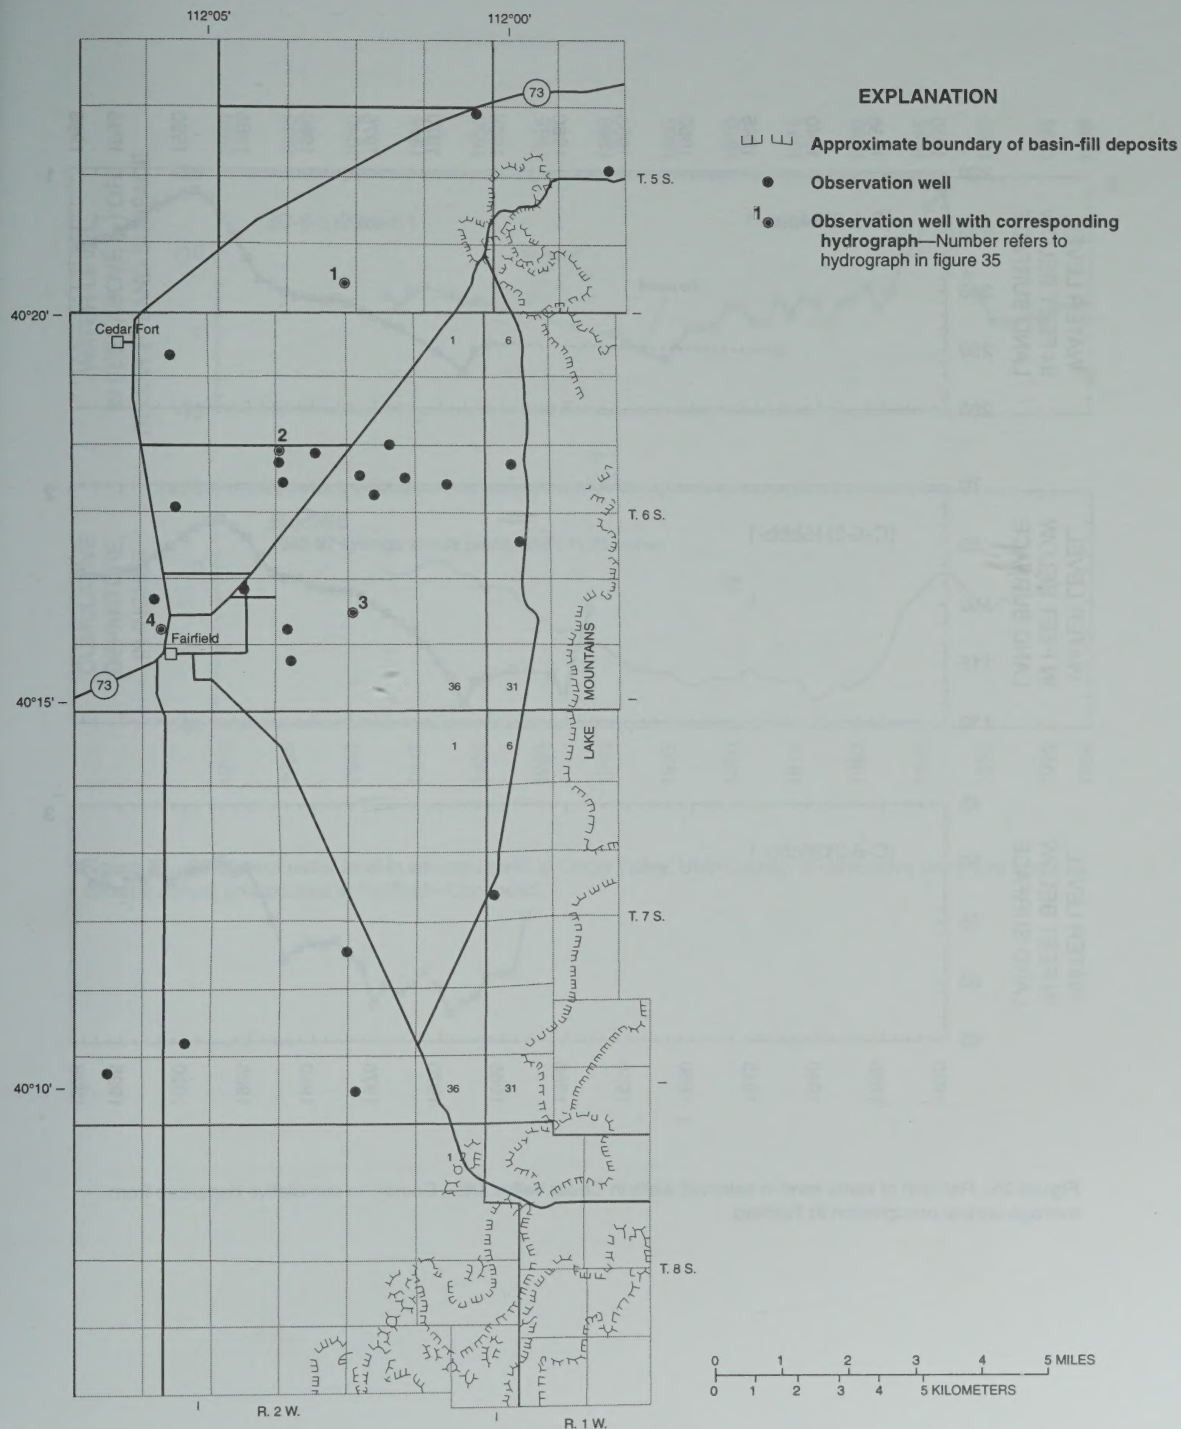 112°05'
112°00'
73
EXPLANATION
Approximate boundary of basin-fill deposits
Observation well
1
Observation well with corresponding
hydrograph—Number refers to
hydrograph in figure 35
T. 5 S.
1
40°20'
Cedar Fort
1
6
2
T. 6 S.
3
4
Fairfield
LAKE MOUNTAINS
73
36
31
40°15'
1
6
T. 7 S.
40°10'
36
31
1
T. 8 S.
0 1 2 3 4 5 MILES
0 1 2 3 4 5 KILOMETERS
R. 2 W.
R. 1 W.